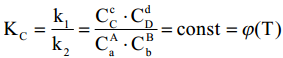 K_C = k_1 / k_2 = (C_C^c · C_D^d) / (C_a^A · C_b^B) = const = φ(T)